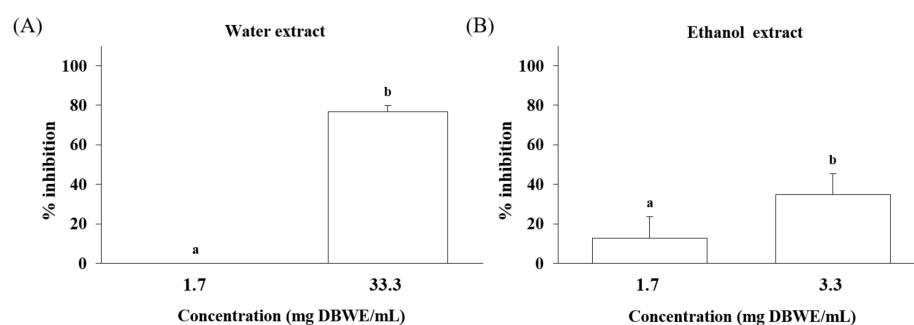 (A)
Water extract
100
80
60
40
20
0
% inhibition
a
b
1.7
33.3
Concentration (mg DBWE/mL)
(B)
Ethanol extract
100
80
60
40
20
0
% inhibition
a
b
1.7
3.3
Concentration (mg DBWE/mL)